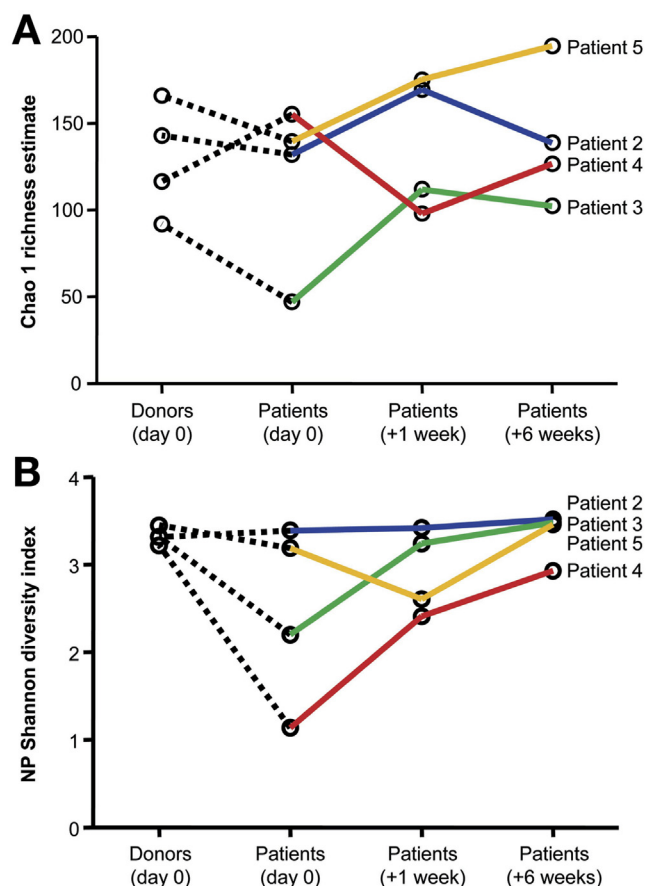 A
Chao 1 richness estimate
200
150
100
50
0
Patient 5
Patient 2
Patient 4
Patient 3
Donors
(day 0)
Patients
(day 0)
Patients
(+1 week)
Patients
(+6 weeks)
B
NP Shannon diversity index
4
3
2
1
0
Patient 2
Patient 3
Patient 5
Patient 4
Donors
(day 0)
Patients
(day 0)
Patients
(+1 week)
Patients
(+6 weeks)